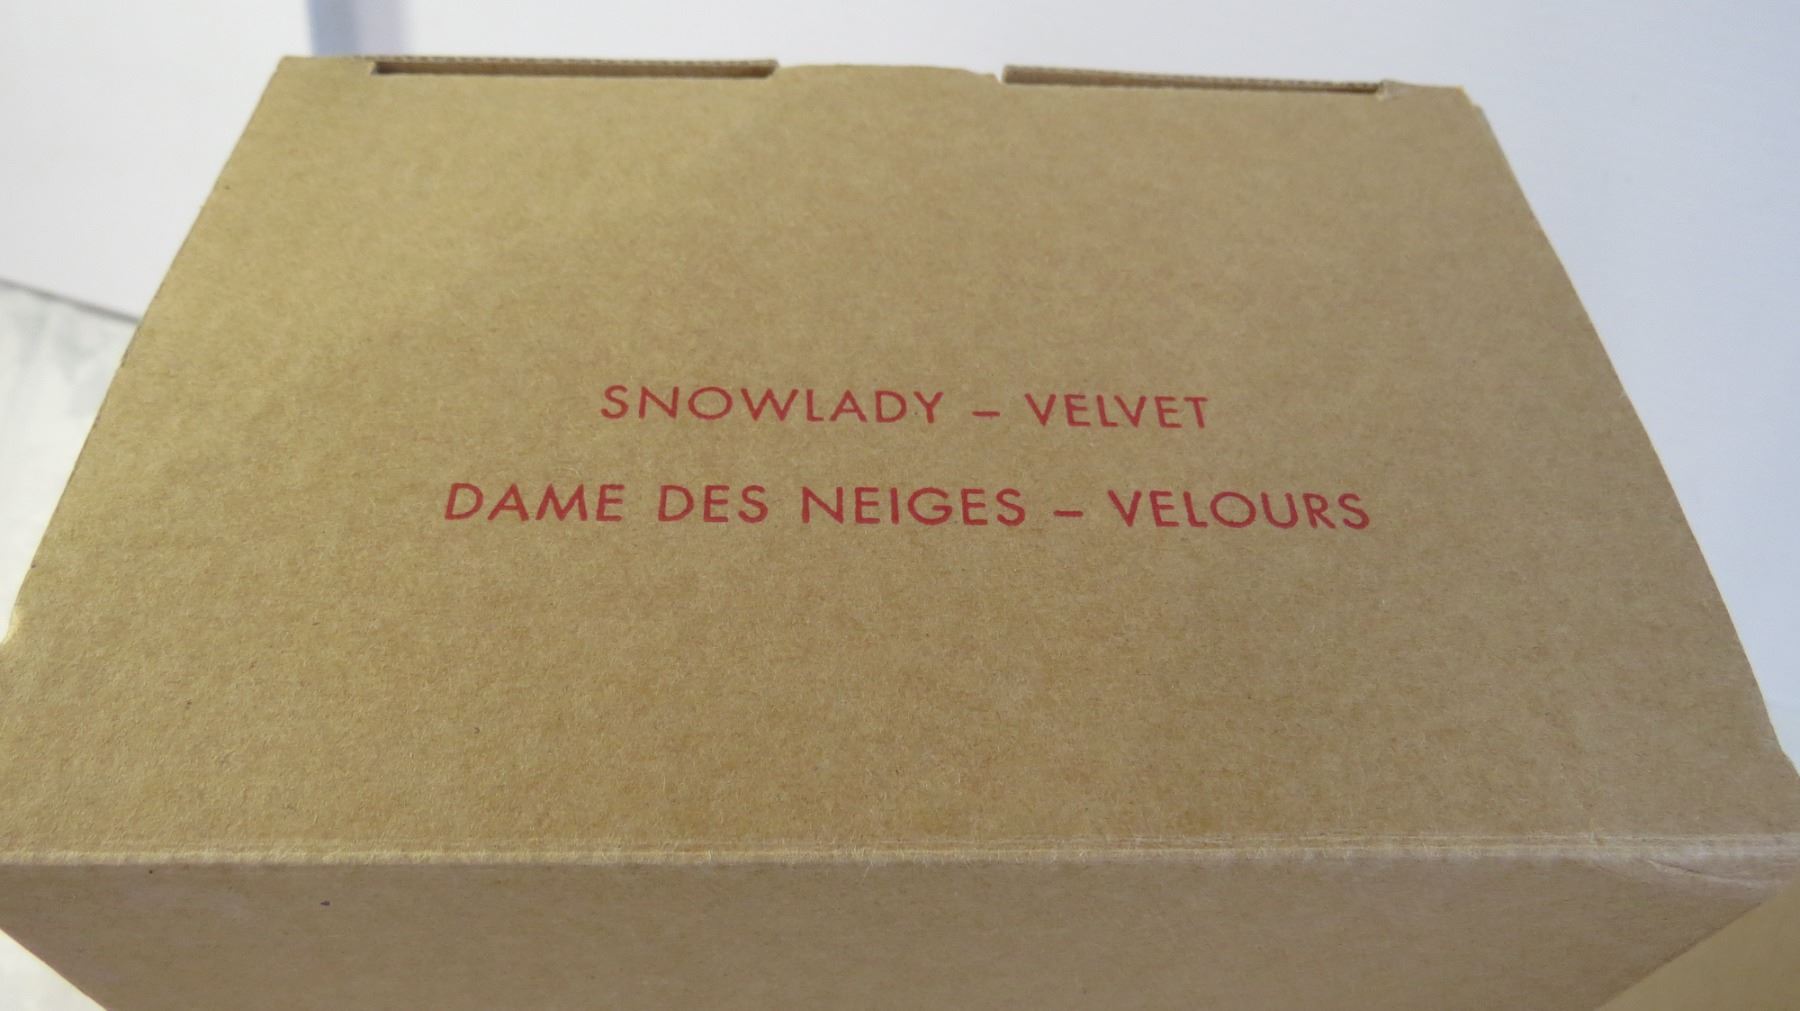 SNOWLADY – VELVET
DAME DES NEIGES – VELOURS